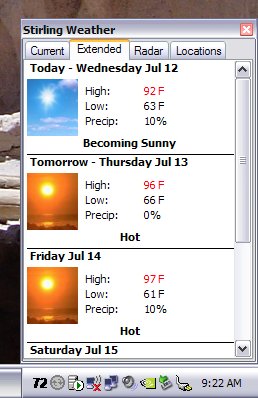 Stirling Weather
Current Extended Radar Locations
Today - Wednesday Jul 12
High: 92 F
Low: 63 F
Precip: 10%
Becoming Sunny
Tomorrow - Thursday Jul 13
High: 96 F
Low: 66 F
Precip: 0%
Hot
Friday Jul 14
High: 97 F
Low: 61 F
Precip: 10%
Hot
Saturday Jul 15
72 9:22 AM